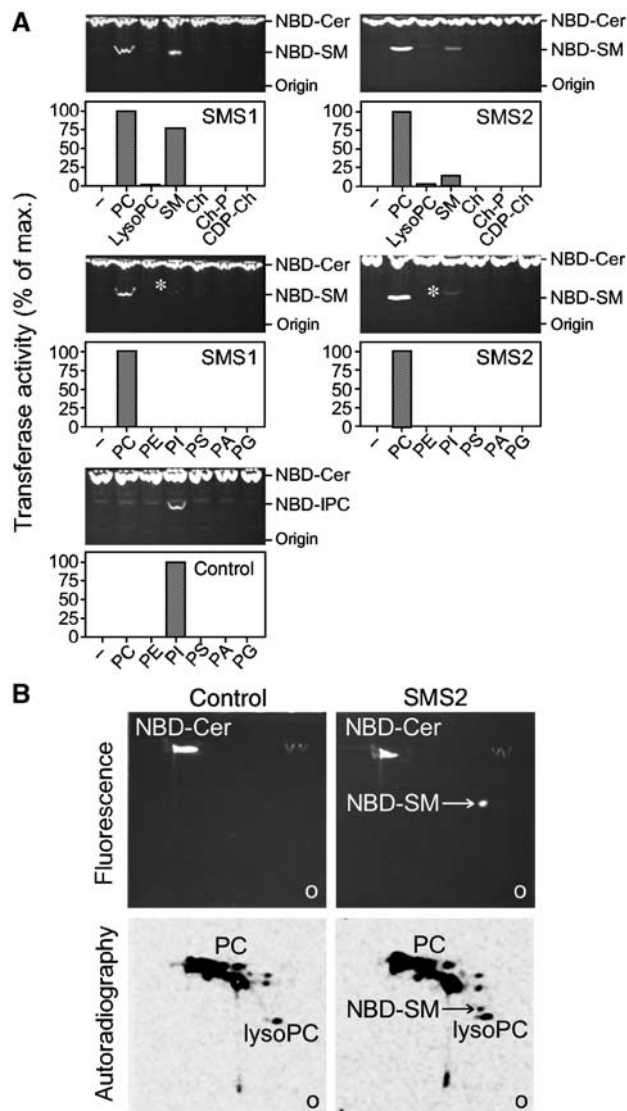 A
NBD-Cer
NBD-SM
Origin
100
75
50
25
0
SMS1
– PC LysoPC SM Ch Ch-P CDP-Ch
NBD-Cer
NBD-SM
Origin
100
75
50
25
0
SMS2
– PC LysoPC SM Ch Ch-P CDP-Ch
Transferase activity (% of max.)
NBD-Cer
* NBD-SM
Origin
100
75
50
25
0
SMS1
– PC PE PI PS PA PG
NBD-Cer
* NBD-SM
Origin
100
75
50
25
0
SMS2
– PC PE PI PS PA PG
NBD-Cer
NBD-IPC
Origin
100
75
50
25
0
Control
– PC PE PI PS PA PG
B
Control
SMS2
Fluorescence
NBD-Cer
O
NBD-Cer
NBD-SM
O
Autoradiography
PC
lysoPC
O
PC
NBD-SM
lysoPC
O